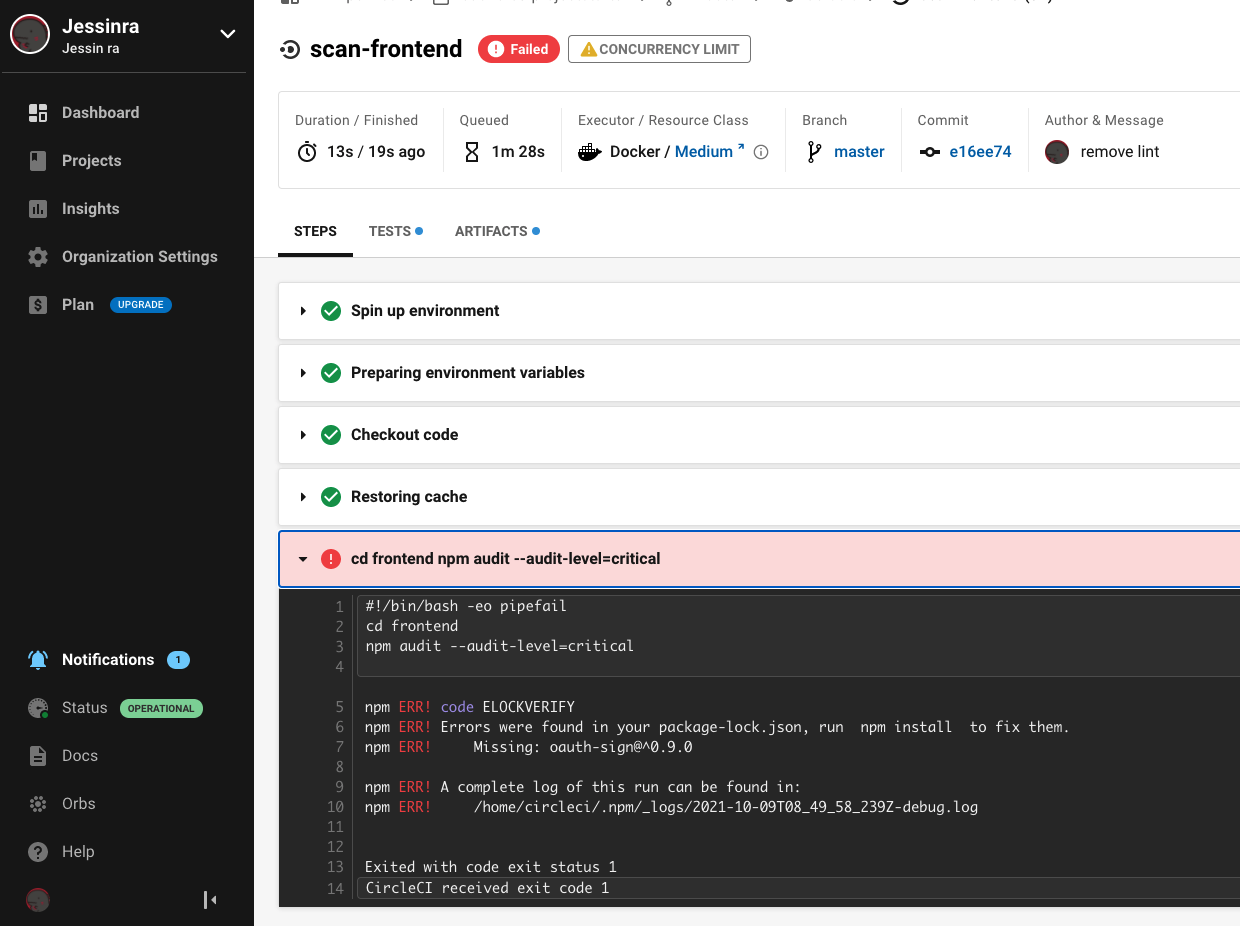 Jessinra
Jessin ra
Dashboard
Projects
Insights
Organization Settings
Plan UPGRADE
Notifications 1
Status OPERATIONAL
Docs
Orbs
Help
scan-frontend Failed CONCURRENCY LIMIT
Duration / Finished
13s / 19s ago
Queued
1m 28s
Executor / Resource Class
Docker / Medium
Branch
master
Commit
e16ee74
Author & Message
remove lint
STEPS TESTS ARTIFACTS
Spin up environment
Preparing environment variables
Checkout code
Restoring cache
cd frontend npm audit --audit-level=critical
1 #!/bin/bash -eo pipefail
2 cd frontend
3 npm audit --audit-level=critical
4
5 npm ERR! code ELOCKVERIFY
6 npm ERR! Errors were found in your package-lock.json, run  npm install  to fix them.
7 npm ERR!     Missing: oauth-sign@^0.9.0
8
9 npm ERR! A complete log of this run can be found in:
10 npm ERR!     /home/circleci/.npm/_logs/2021-10-09T08_49_58_239Z-debug.log
11
12
13 Exited with code exit status 1
14 CircleCI received exit code 1